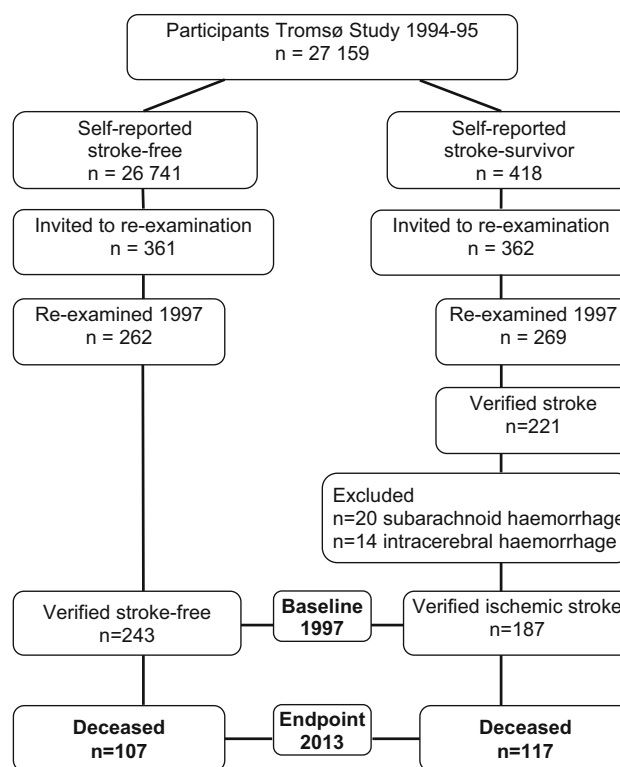 Participants Tromsø Study 1994-95
n = 27 159
Self-reported
stroke-free
n = 26 741
Self-reported
stroke-survivor
n = 418
Invited to re-examination
n = 361
Invited to re-examination
n = 362
Re-examined 1997
n = 262
Re-examined 1997
n = 269
Verified stroke
n=221
Excluded
n=20 subarachnoid haemorrhage
n=14 intracerebral haemorrhage
Verified stroke-free
n=243
Baseline
1997
Verified ischemic stroke
n=187
Deceased
n=107
Endpoint
2013
Deceased
n=117